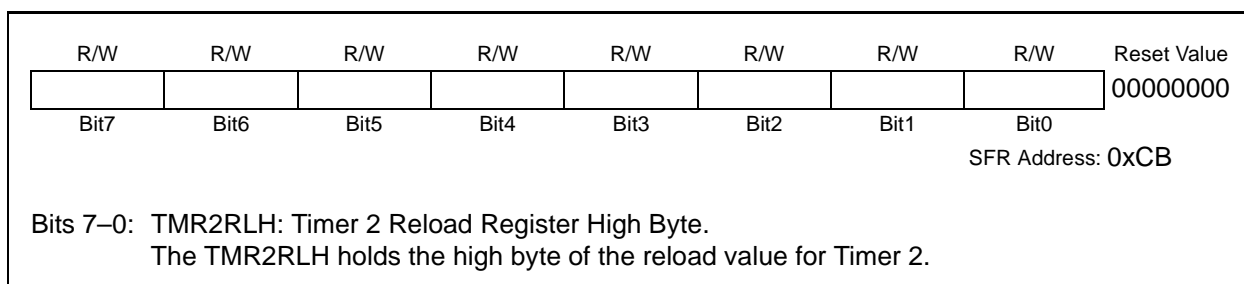 R/W R/W R/W R/W R/W R/W R/W R/W Reset Value
00000000
Bit7 Bit6 Bit5 Bit4 Bit3 Bit2 Bit1 Bit0
SFR Address: 0xCB
Bits 7–0: TMR2RLH: Timer 2 Reload Register High Byte.
The TMR2RLH holds the high byte of the reload value for Timer 2.